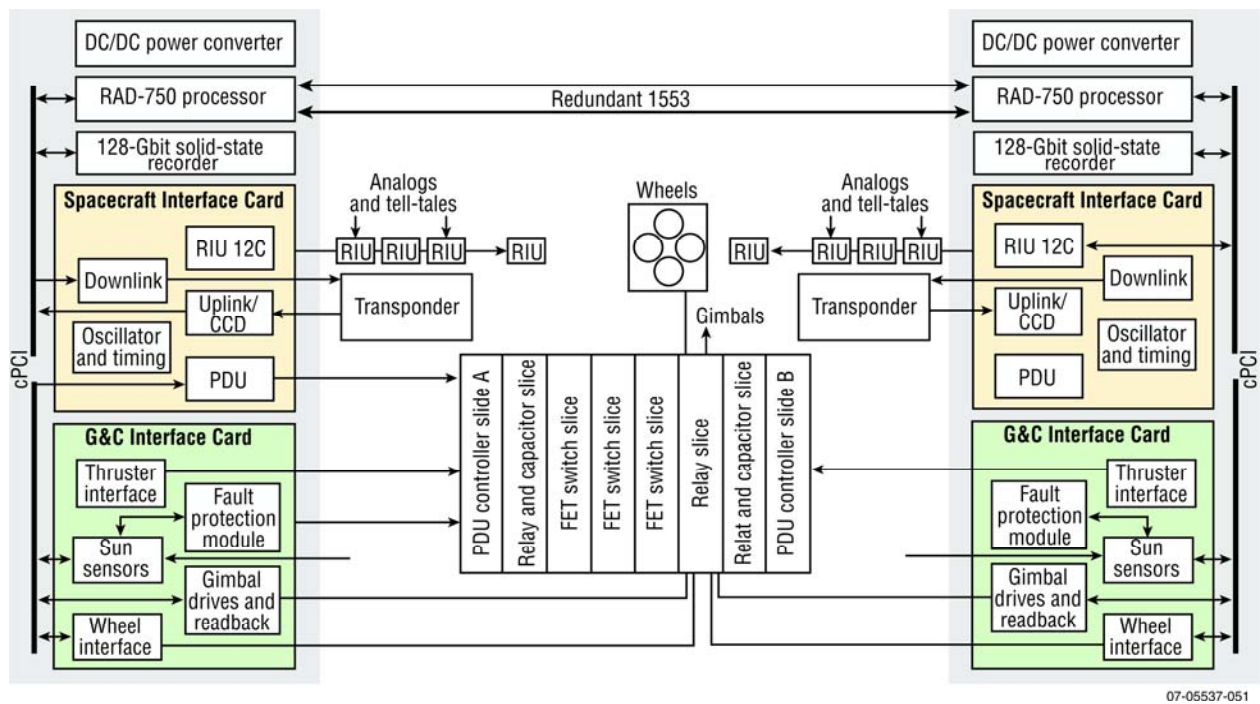 DC/DC power converter
RAD-750 processor
128-Gbit solid-state
recorder
Spacecraft Interface Card
RIU 12C
Downlink
Uplink/
CCD
Oscillator
and timing
PDU
cPCI
G&C Interface Card
Thruster
interface
Fault
protection
module
Sun
sensors
Gimbal
drives and
readback
Wheel
interface
Redundant 1553
Analogs
and tell-tales
RIU
RIU
RIU
RIU
Transponder
Wheels
Gimbals
PDU controller slide A
Relay and capacitor slice
FET switch slice
FET switch slice
FET switch slice
Relay slice
Relat and capacitor slice
PDU controller slide B
Analogs
and tell-tales
RIU
RIU
RIU
RIU
Transponder
DC/DC power converter
RAD-750 processor
128-Gbit solid-state
recorder
Spacecraft Interface Card
RIU 12C
Downlink
Uplink/
CCD
Oscillator
and timing
PDU
cPCI
G&C Interface Card
Thruster
interface
Fault
protection
module
Sun
sensors
Gimbal
drives and
readback
Wheel
interface
07-05537-051